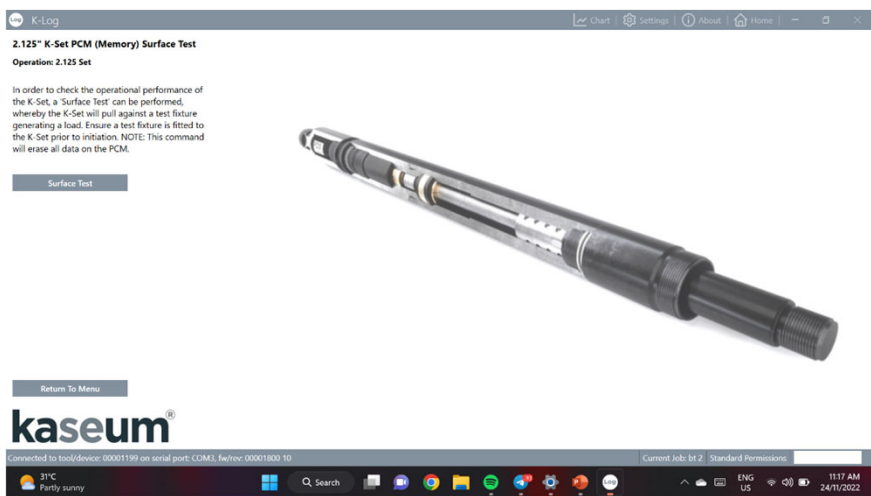 Log K-Log Chart | Settings | About | Home |
2.125" K-Set PCM (Memory) Surface Test
Operation: 2.125 Set
In order to check the operational performance of
the K-Set, a 'Surface Test' can be performed,
whereby the K-Set will pull against a test fixture
generating a load. Ensure a test fixture is fitted to
the K-Set prior to initiation. NOTE: This command
will erase all data on the PCM.
Surface Test
Return To Menu
kaseum®
Connected to tool/device: 00001199 on serial port: COM3, fw/rev: 00001800 10 Current Job: bt 2 Standard Permissions
31°C
Partly sunny
Search
Log
ENG
US
11:17 AM
24/11/2022